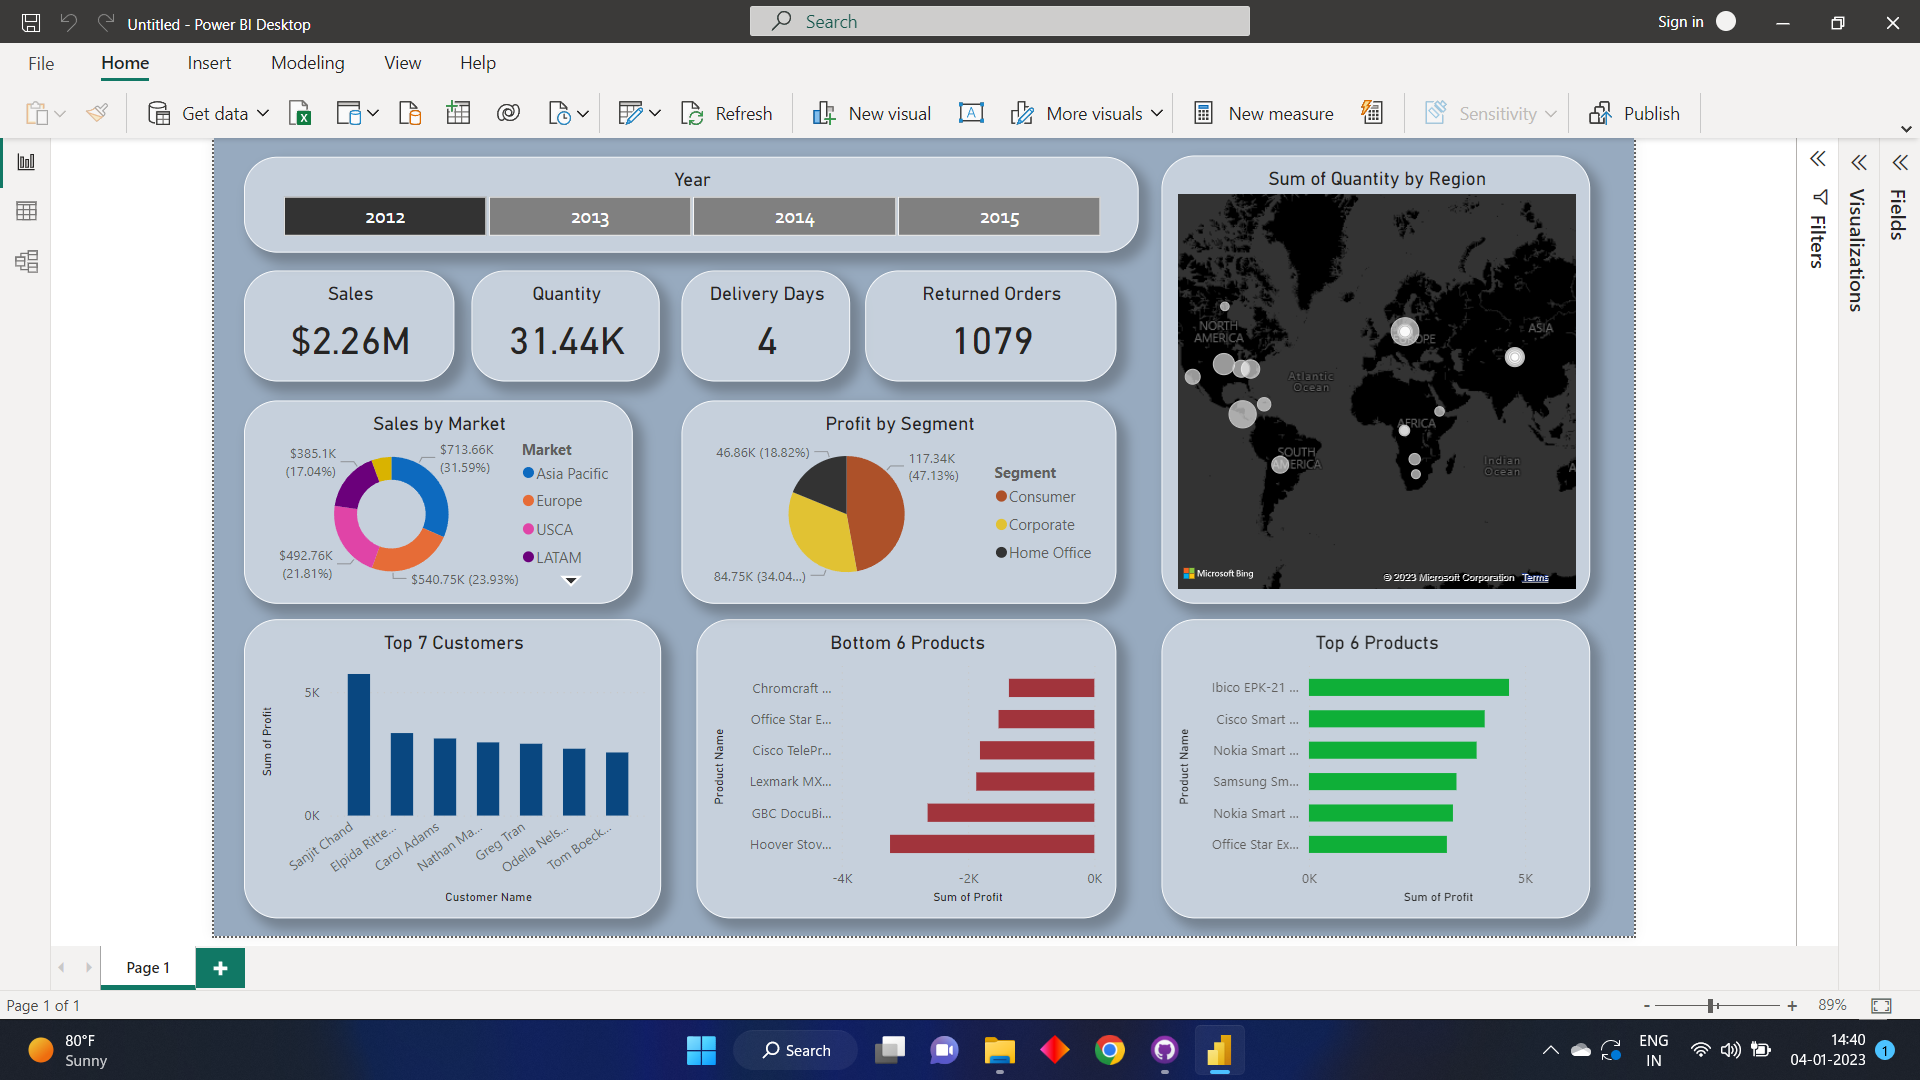 Untitled - Power BI Desktop
Search
Sign in
File
Home
Insert
Modeling
View
Help
Get data
Refresh
New visual
More visuals
New measure
Sensitivity
Publish
Year
2012
2013
2014
2015
Sales
$2.26M
Quantity
31.44K
Delivery Days
4
Returned Orders
1079
Sum of Quantity by Region
NORTH
AMERICA
EUROPE
ASIA
Atlantic
Ocean
AFRICA
SOUTH
AMERICA
Indian
Ocean
A
Microsoft Bing
© 2023 Microsoft Corporation
Terms
Sales by Market
$385.1K
(17.04%)
$713.66K
(31.59%)
$492.76K
(21.81%)
$540.75K (23.93%)
Market
Asia Pacific
Europe
USCA
LATAM
Profit by Segment
46.86K (18.82%)
117.34K
(47.13%)
84.75K (34.04...)
Segment
Consumer
Corporate
Home Office
Top 7 Customers
Sum of Profit
5K
0K
Sanjit Chand
Elpida Ritte...
Carol Adams
Nathan Ma...
Greg Tran
Odella Nels...
Tom Boeck...
Customer Name
Bottom 6 Products
Product Name
Chromcraft ...
Office Star E...
Cisco TelePr...
Lexmark MX...
GBC DocuBi...
Hoover Stov...
-4K
-2K
0K
Sum of Profit
Top 6 Products
Product Name
Ibico EPK-21 ...
Cisco Smart ...
Nokia Smart ...
Samsung Sm...
Nokia Smart ...
Office Star Ex...
0K
5K
Sum of Profit
Filters
Visualizations
Fields
Page 1
Page 1 of 1
- + 89%
80°F
Sunny
Search
ENG
IN
14:40
04-01-2023
1